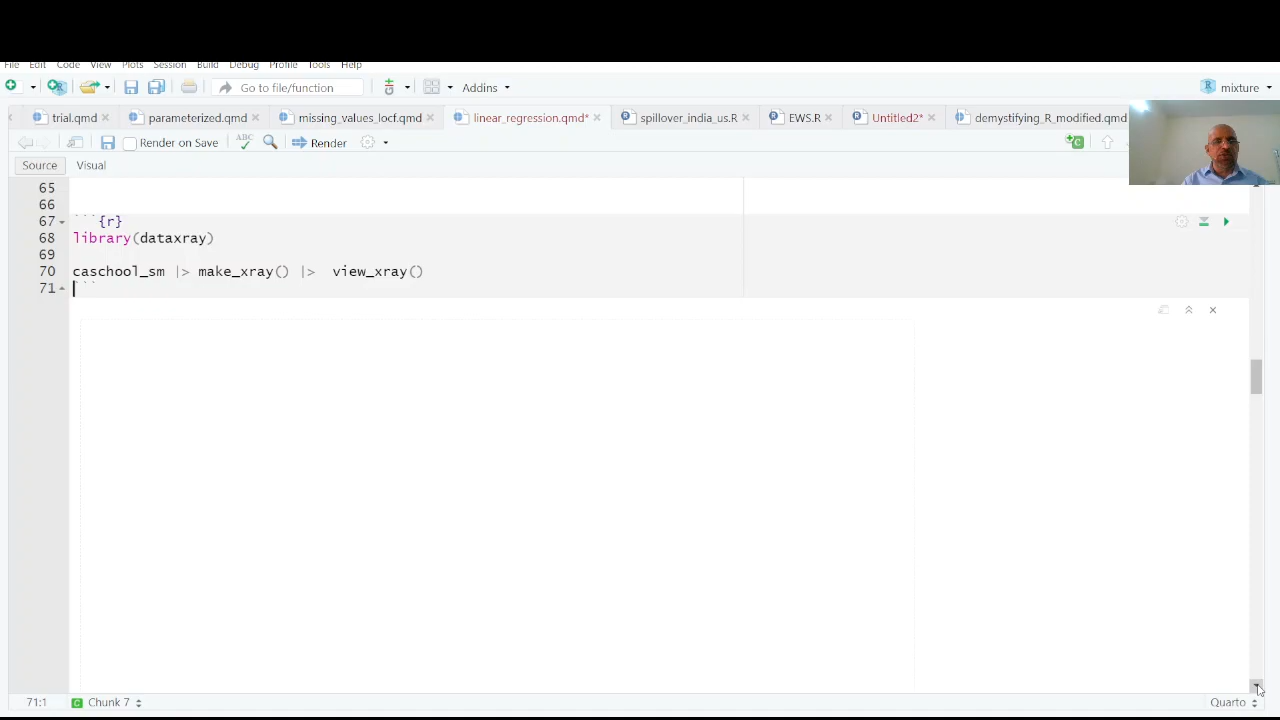 File Edit Code View Plots Session Build Debug Profile Tools Help
Go to file/function Addins mixture
trial.qmd parameterized.qmd missing_values_locf.qmd linear_regression.qmd* spillover_india_us.R EWS.R Untitled2* demystifying_R_modified.qmd
Render on Save ABC Render
Source Visual
65
66
67 ```{r}
68 library(dataxray)
69
70 caschool_sm |> make_xray() |>  view_xray()
71 ```
71:1 Chunk 7 Quarto